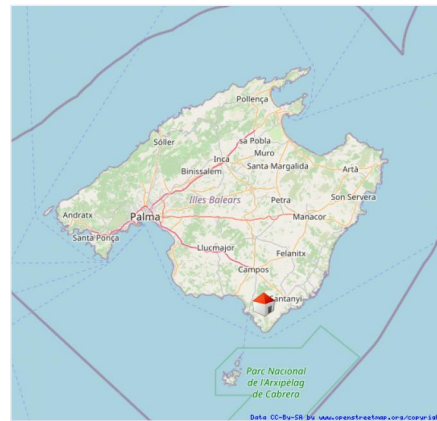 Pollença
Sóller
sa Pobla
Inca
Muro
Binissalem
Santa Margalida
Artà
Illes Balears
Petra
Son Servera
Andratx
Palma
Manacor
Santa Ponça
Llucmajor
Felanitx
Campos
Santanyí
Parc Nacional
de l'Arxipèlag
de Cabrera
Data CC-By-SA by www.openstreetmap.org/copyrigh